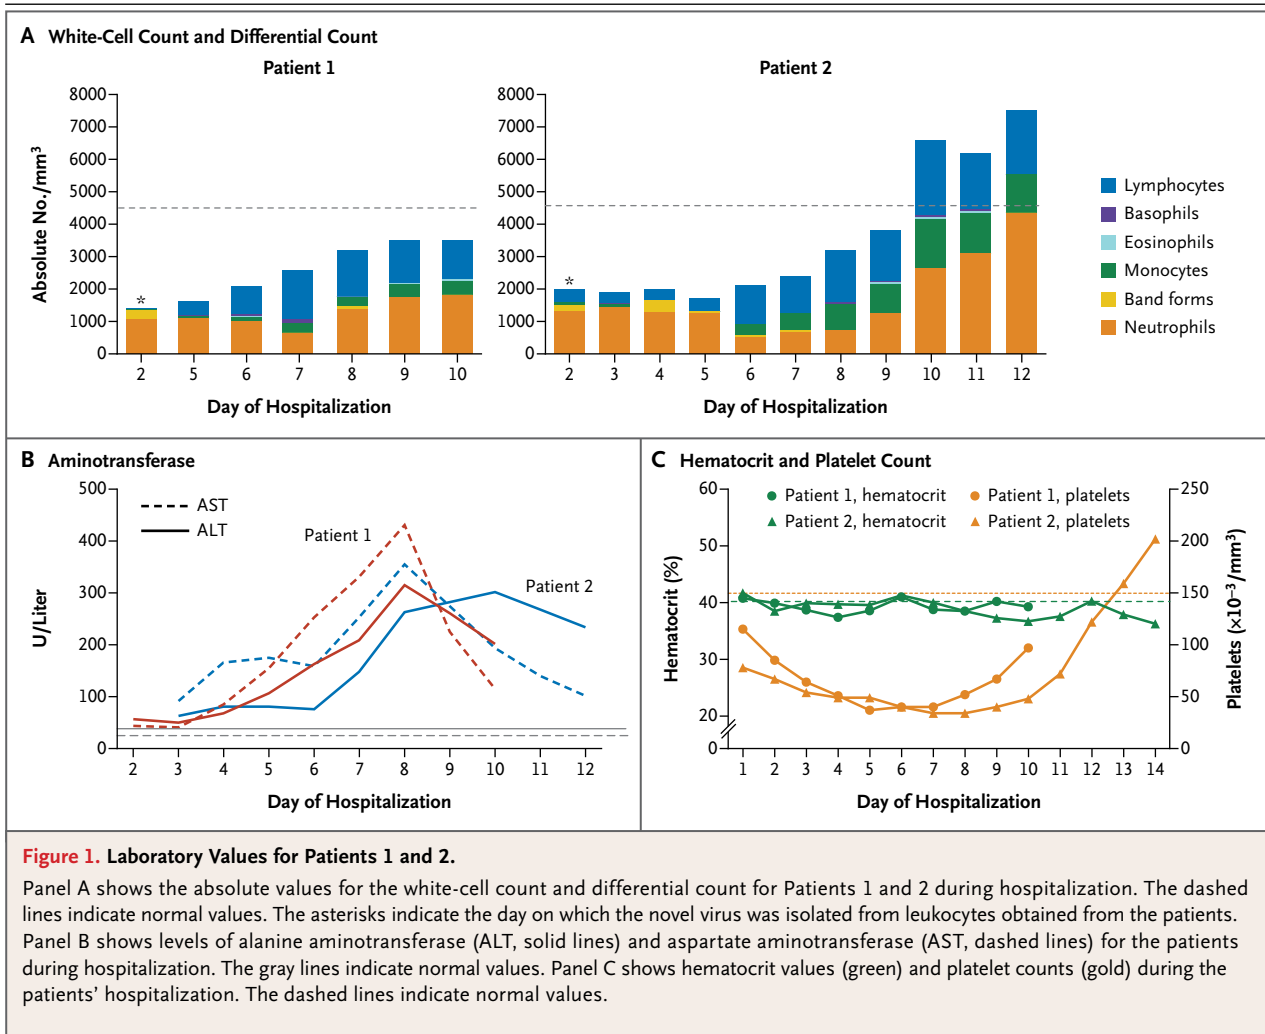 A White-Cell Count and Differential Count
Patient 1
Patient 2
Absolute No./mm³
8000
7000
6000
5000
4000
3000
2000
1000
0
*
2 5 6 7 8 9 10
Day of Hospitalization
8000
7000
6000
5000
4000
3000
2000
1000
0
*
2 3 4 5 6 7 8 9 10 11 12
Day of Hospitalization
Lymphocytes
Basophils
Eosinophils
Monocytes
Band forms
Neutrophils
B Aminotransferase
U/Liter
500
400
300
200
100
0
AST
ALT
Patient 1
Patient 2
2 3 4 5 6 7 8 9 10 11 12
Day of Hospitalization
C Hematocrit and Platelet Count
Patient 1, hematocrit
Patient 1, platelets
Patient 2, hematocrit
Patient 2, platelets
Hematocrit (%)
60
50
40
30
20
0
250
200
150
100
50
0
Platelets (×10⁻³/mm³)
1 2 3 4 5 6 7 8 9 10 11 12 13 14
Day of Hospitalization
Figure 1. Laboratory Values for Patients 1 and 2.
Panel A shows the absolute values for the white-cell count and differential count for Patients 1 and 2 during hospitalization. The dashed
lines indicate normal values. The asterisks indicate the day on which the novel virus was isolated from leukocytes obtained from the patients.
Panel B shows levels of alanine aminotransferase (ALT, solid lines) and aspartate aminotransferase (AST, dashed lines) for the patients
during hospitalization. The gray lines indicate normal values. Panel C shows hematocrit values (green) and platelet counts (gold) during the
patients’ hospitalization. The dashed lines indicate normal values.